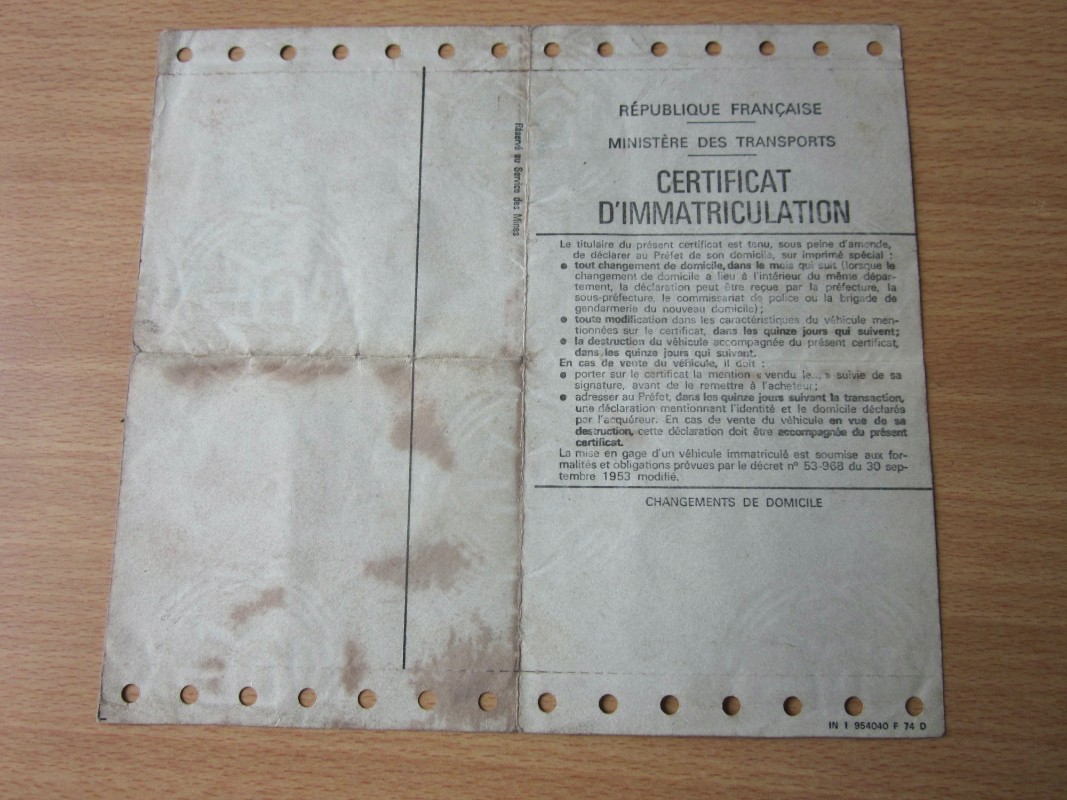 Réservé au Service des Mines
RÉPUBLIQUE FRANÇAISE
MINISTÈRE DES TRANSPORTS
CERTIFICAT
D'IMMATRICULATION
Le titulaire du présent certificat est tenu, sous peine d'amende,
de déclarer au Préfet de son domicile, sur imprimé spécial :
● tout changement de domicile, dans le mois qui suit (lorsque le
changement de domicile a lieu à l'intérieur du même dépar-
tement, la déclaration peut être reçue par la préfecture, la
sous-préfecture, le commissariat de police ou la brigade de
gendarmerie du nouveau domicile) ;
● toute modification dans les caractéristiques du véhicule men-
tionnées sur le certificat, dans les quinze jours qui suivent;
● la destruction du véhicule accompagnée du présent certificat,
dans les quinze jours qui suivent.
En cas de vente du véhicule, il doit :
● porter sur le certificat la mention « vendu le... » suivie de sa
signature, avant de le remettre à l'acheteur ;
● adresser au Préfet, dans les quinze jours suivant la transaction,
une déclaration mentionnant l'identité et le domicile déclarés
par l'acquéreur. En cas de vente du véhicule en vue de sa
destruction, cette déclaration doit être accompagnée du présent
certificat.
La mise en gage d'un véhicule immatriculé est soumise aux for-
malités et obligations prévues par le décret nº 53-968 du 30 sep-
tembre 1953 modifié.
CHANGEMENTS DE DOMICILE
IN 1 954040 F 74 D